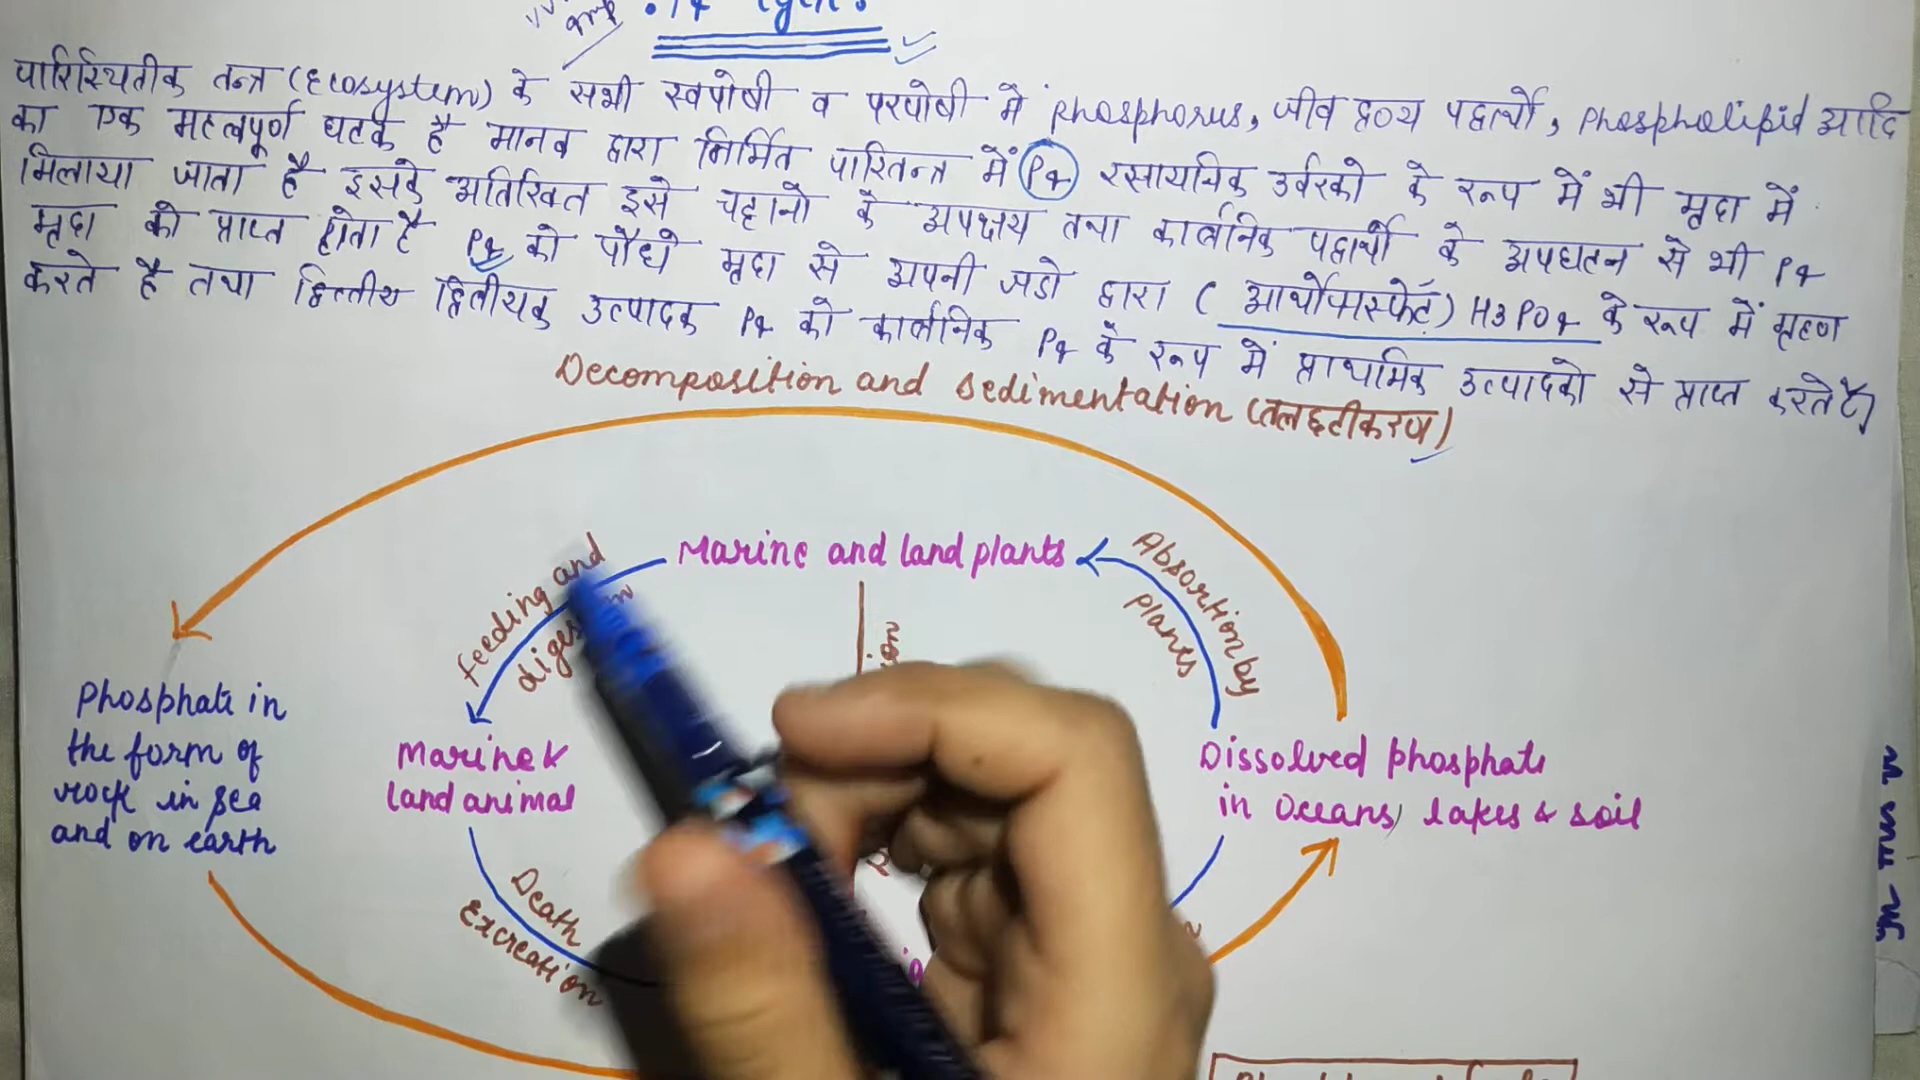 P4 Cycle.
पारिस्थितीक तन्त्र (Ecosystem) के सभी स्वपोषी व परपोषी मे Phosphorus, जीव द्रव्य पदार्थो, Phospholipid आदि
का एक महत्वपूर्ण घटक है मानव द्वारा निर्मित पारितन्त्र में P4 रसायनिक उर्वरको के रूप में भी मृदा में
मिलाया जाता है इसके अतिरिक्त इसे चट्टानो के अपक्षय तथा कार्बनिक पदार्थो के अपघटन से भी P4
मृदा को प्राप्त होता है P4 को पौधे मृदा से अपनी जडो द्वारा (आर्थोफास्फेट) H3PO4 के रूप में ग्रहण
करते है तथा द्वितीय द्वितीयक उत्पादक P4 को कार्बनिक P4 के रूप में प्राथमिक उत्पादको से प्राप्त करते है
Decomposition and Sedimentation (तलछटीकरण)
Marine and land plants
Feeding and
Absortion by
plants
Phosphate in
the form of
rock in sea
and on earth
Marine &
land animal
Dissolved phosphate
in Oceans, lakes & soil
Death
Excreation